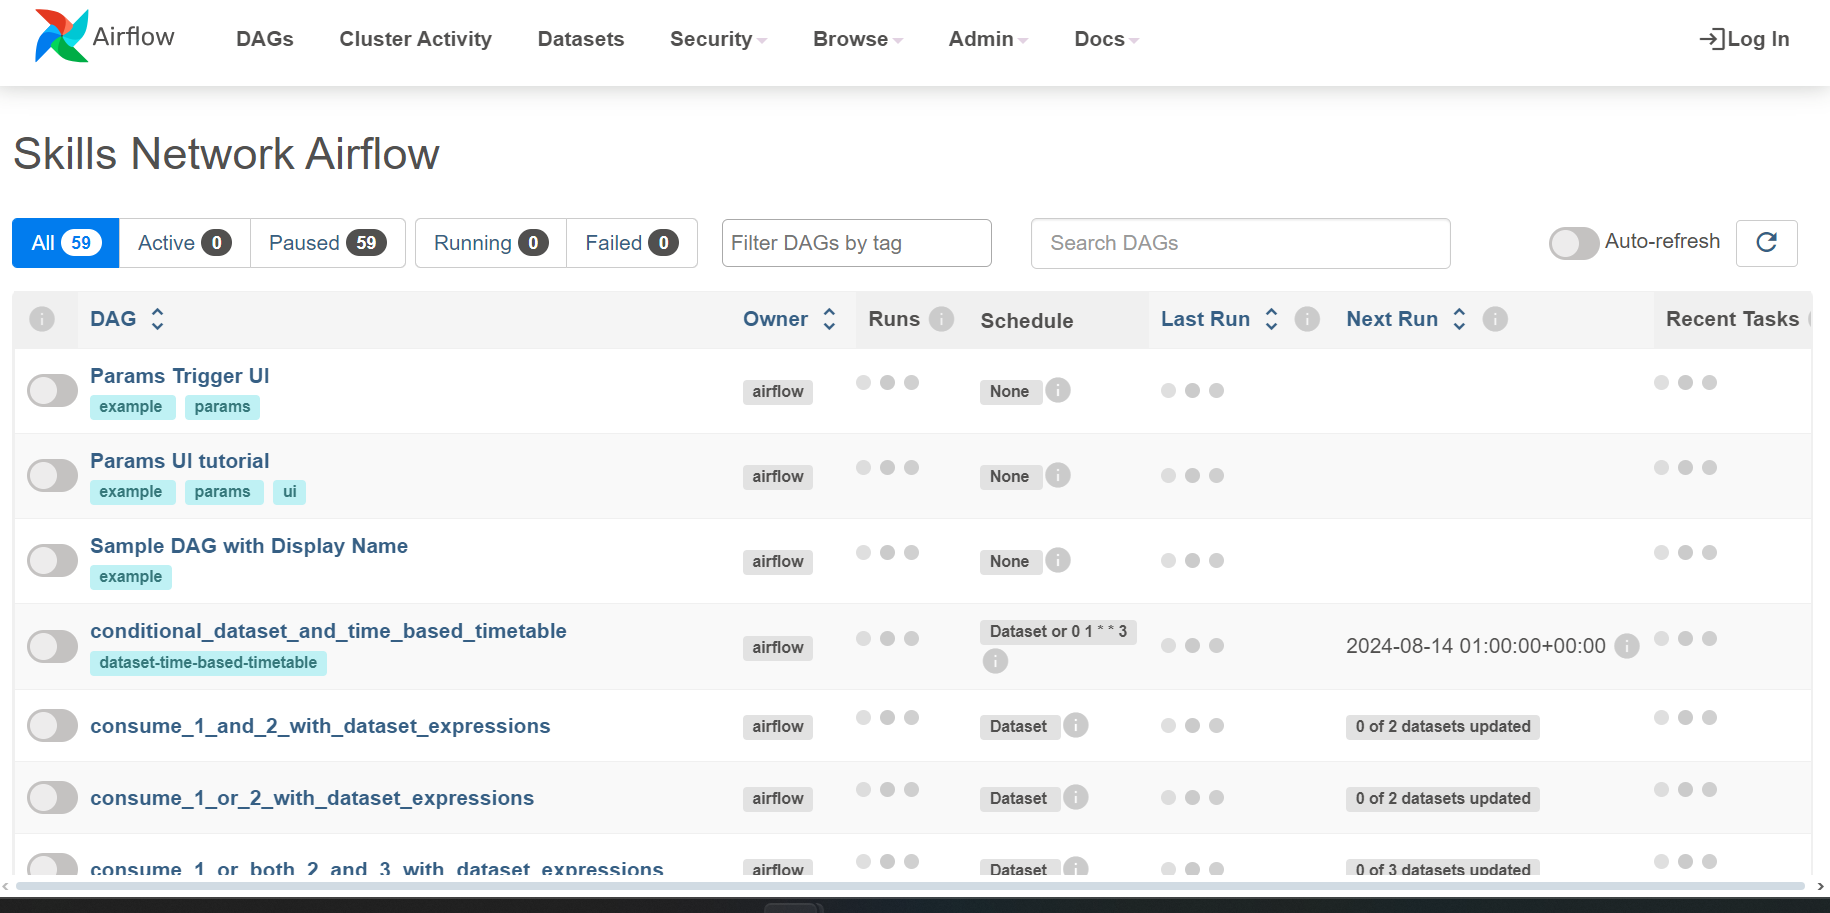 Airflow DAGs Cluster Activity Datasets Security Browse Admin Docs Log In
Skills Network Airflow
All 59 Active 0 Paused 59 Running 0 Failed 0 Filter DAGs by tag Search DAGs Auto-refresh
i DAG Owner Runs i Schedule Last Run i Next Run i Recent Tasks
Params Trigger UI
example params airflow None i
Params UI tutorial
example params ui airflow None i
Sample DAG with Display Name
example airflow None i
conditional_dataset_and_time_based_timetable
dataset-time-based-timetable airflow Dataset or 0 1 * * 3 i 2024-08-14 01:00:00+00:00 i
consume_1_and_2_with_dataset_expressions airflow Dataset i 0 of 2 datasets updated
consume_1_or_2_with_dataset_expressions airflow Dataset i 0 of 2 datasets updated
consume_1_or_both_2_and_3_with_dataset_expressions airflow Dataset i 0 of 3 datasets updated